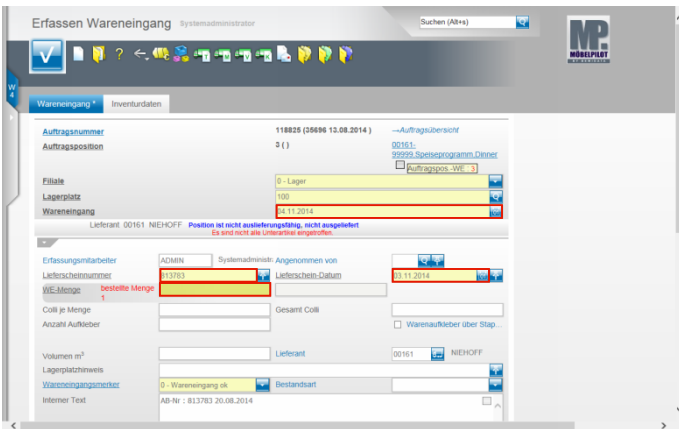 Erfassen Wareneingang Systemadministrator
Suchen (Alt+s)
MP
MÖBELPILOT
?
T M V K
W
4
Wareneingang * Inventurdaten
Auftragsnummer 118825 (35696 13.08.2014 ) →Auftragsübersicht
Auftragsposition 3 ( ) 00161-
99999.Speiseprogramm.Dinner
Auftragspos.-WE : 3
Filiale 0 - Lager
Lagerplatz 100
Wareneingang 04.11.2014
Lieferant 00161 NIEHOFF Position ist nicht auslieferungsfähig, nicht ausgeliefert
Es sind nicht alle Unterartikel eingetroffen.
Erfassungsmitarbeiter ADMIN Systemadministr. Angenommen von
Lieferscheinnummer 813783 Lieferschein-Datum 03.11.2014
WE-Menge bestellte Menge
1
Colli je Menge Gesamt Colli
Anzahl Aufkleber Warenaufkleber über Stap...
Volumen m³ Lieferant 00161 NIEHOFF
Lagerplatzhinweis
Wareneingangsmerker 0 - Wareneingang ok Bestandsart
Interner Text AB-Nr : 813783 20.08.2014